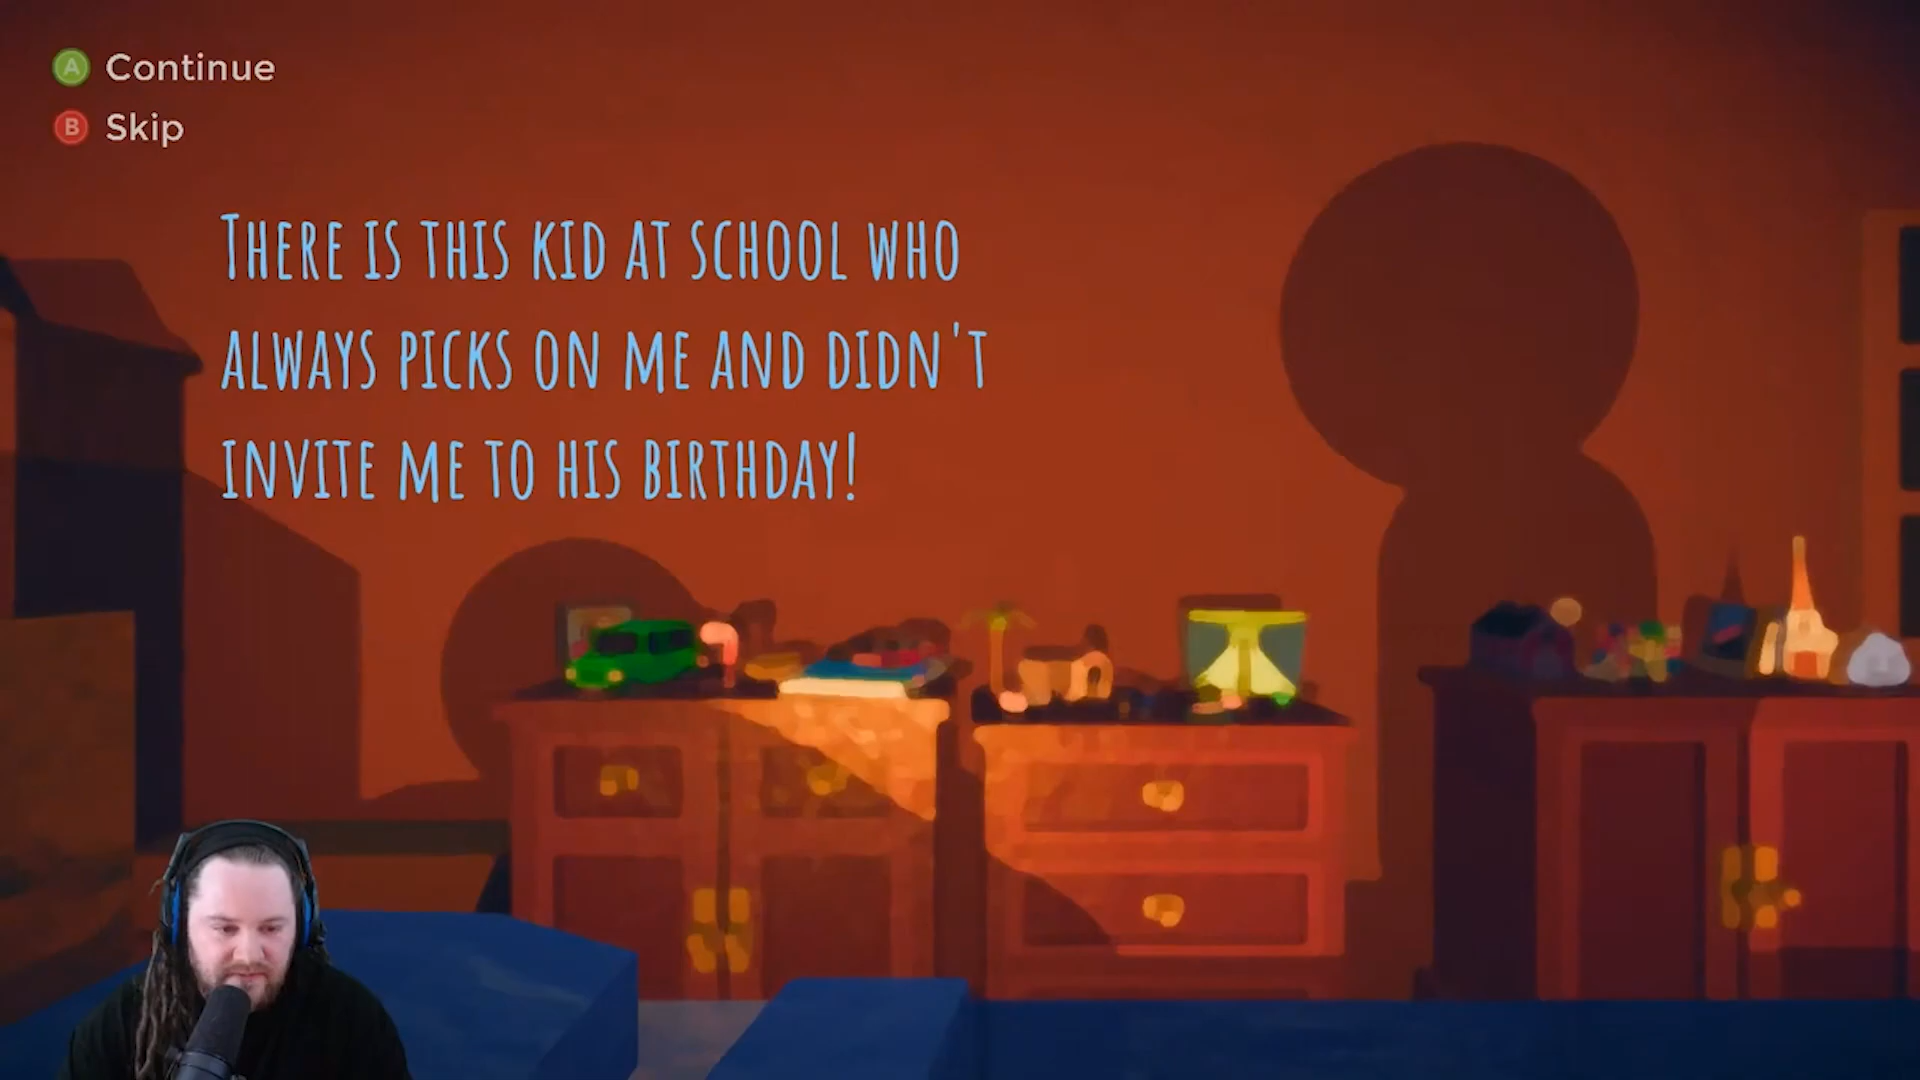 A Continue
B Skip
There is this kid at school who
always picks on me and didn't
invite me to his birthday!